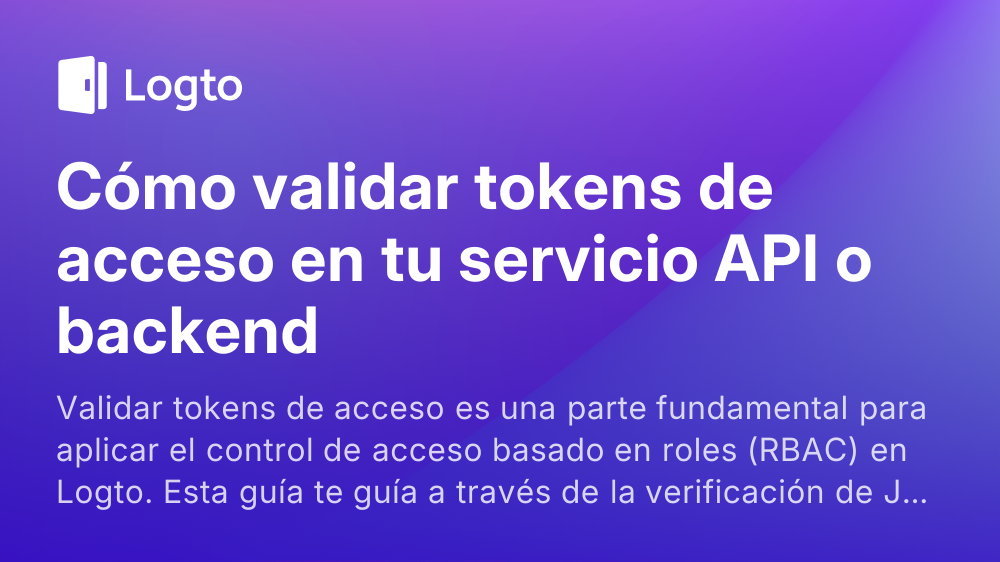 Logto
Cómo validar tokens de
acceso en tu servicio API o
backend
Validar tokens de acceso es una parte fundamental para
aplicar el control de acceso basado en roles (RBAC) en
Logto. Esta guía te guía a través de la verificación de J...